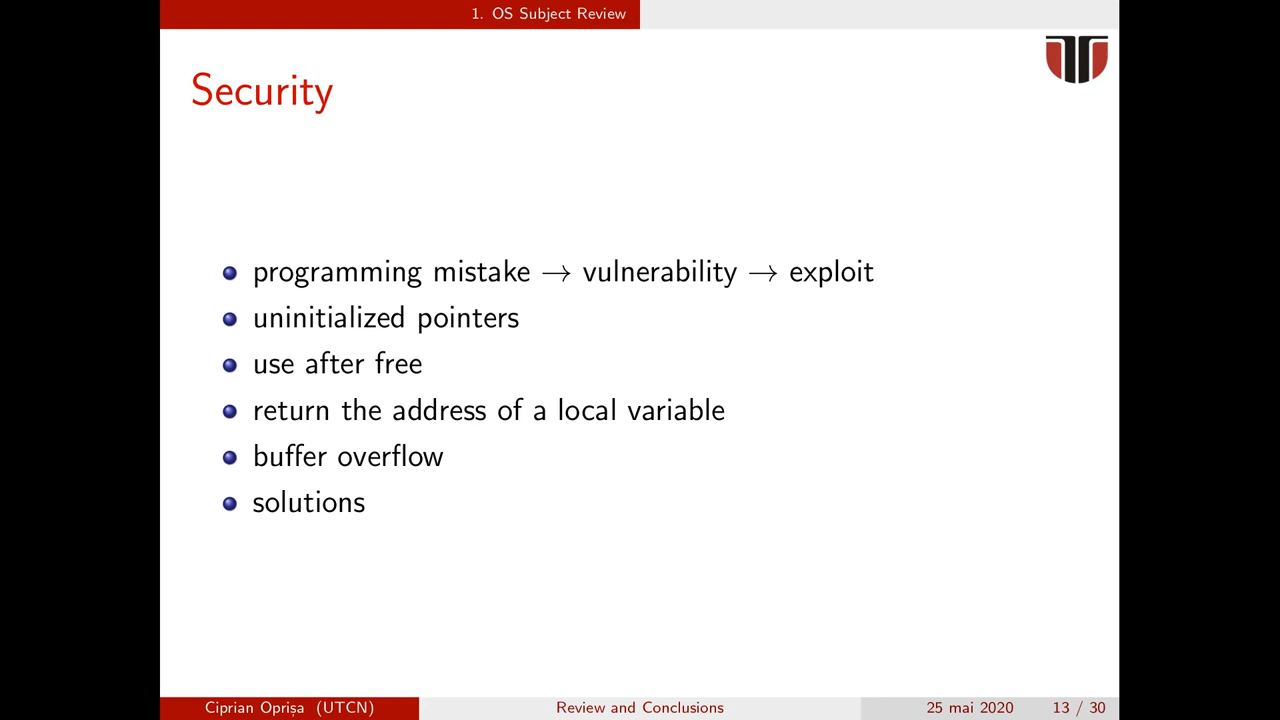 1. OS Subject Review
Security
programming mistake → vulnerability → exploit
uninitialized pointers
use after free
return the address of a local variable
buffer overflow
solutions
Ciprian Oprișa (UTCN) Review and Conclusions 25 mai 2020 13 / 30